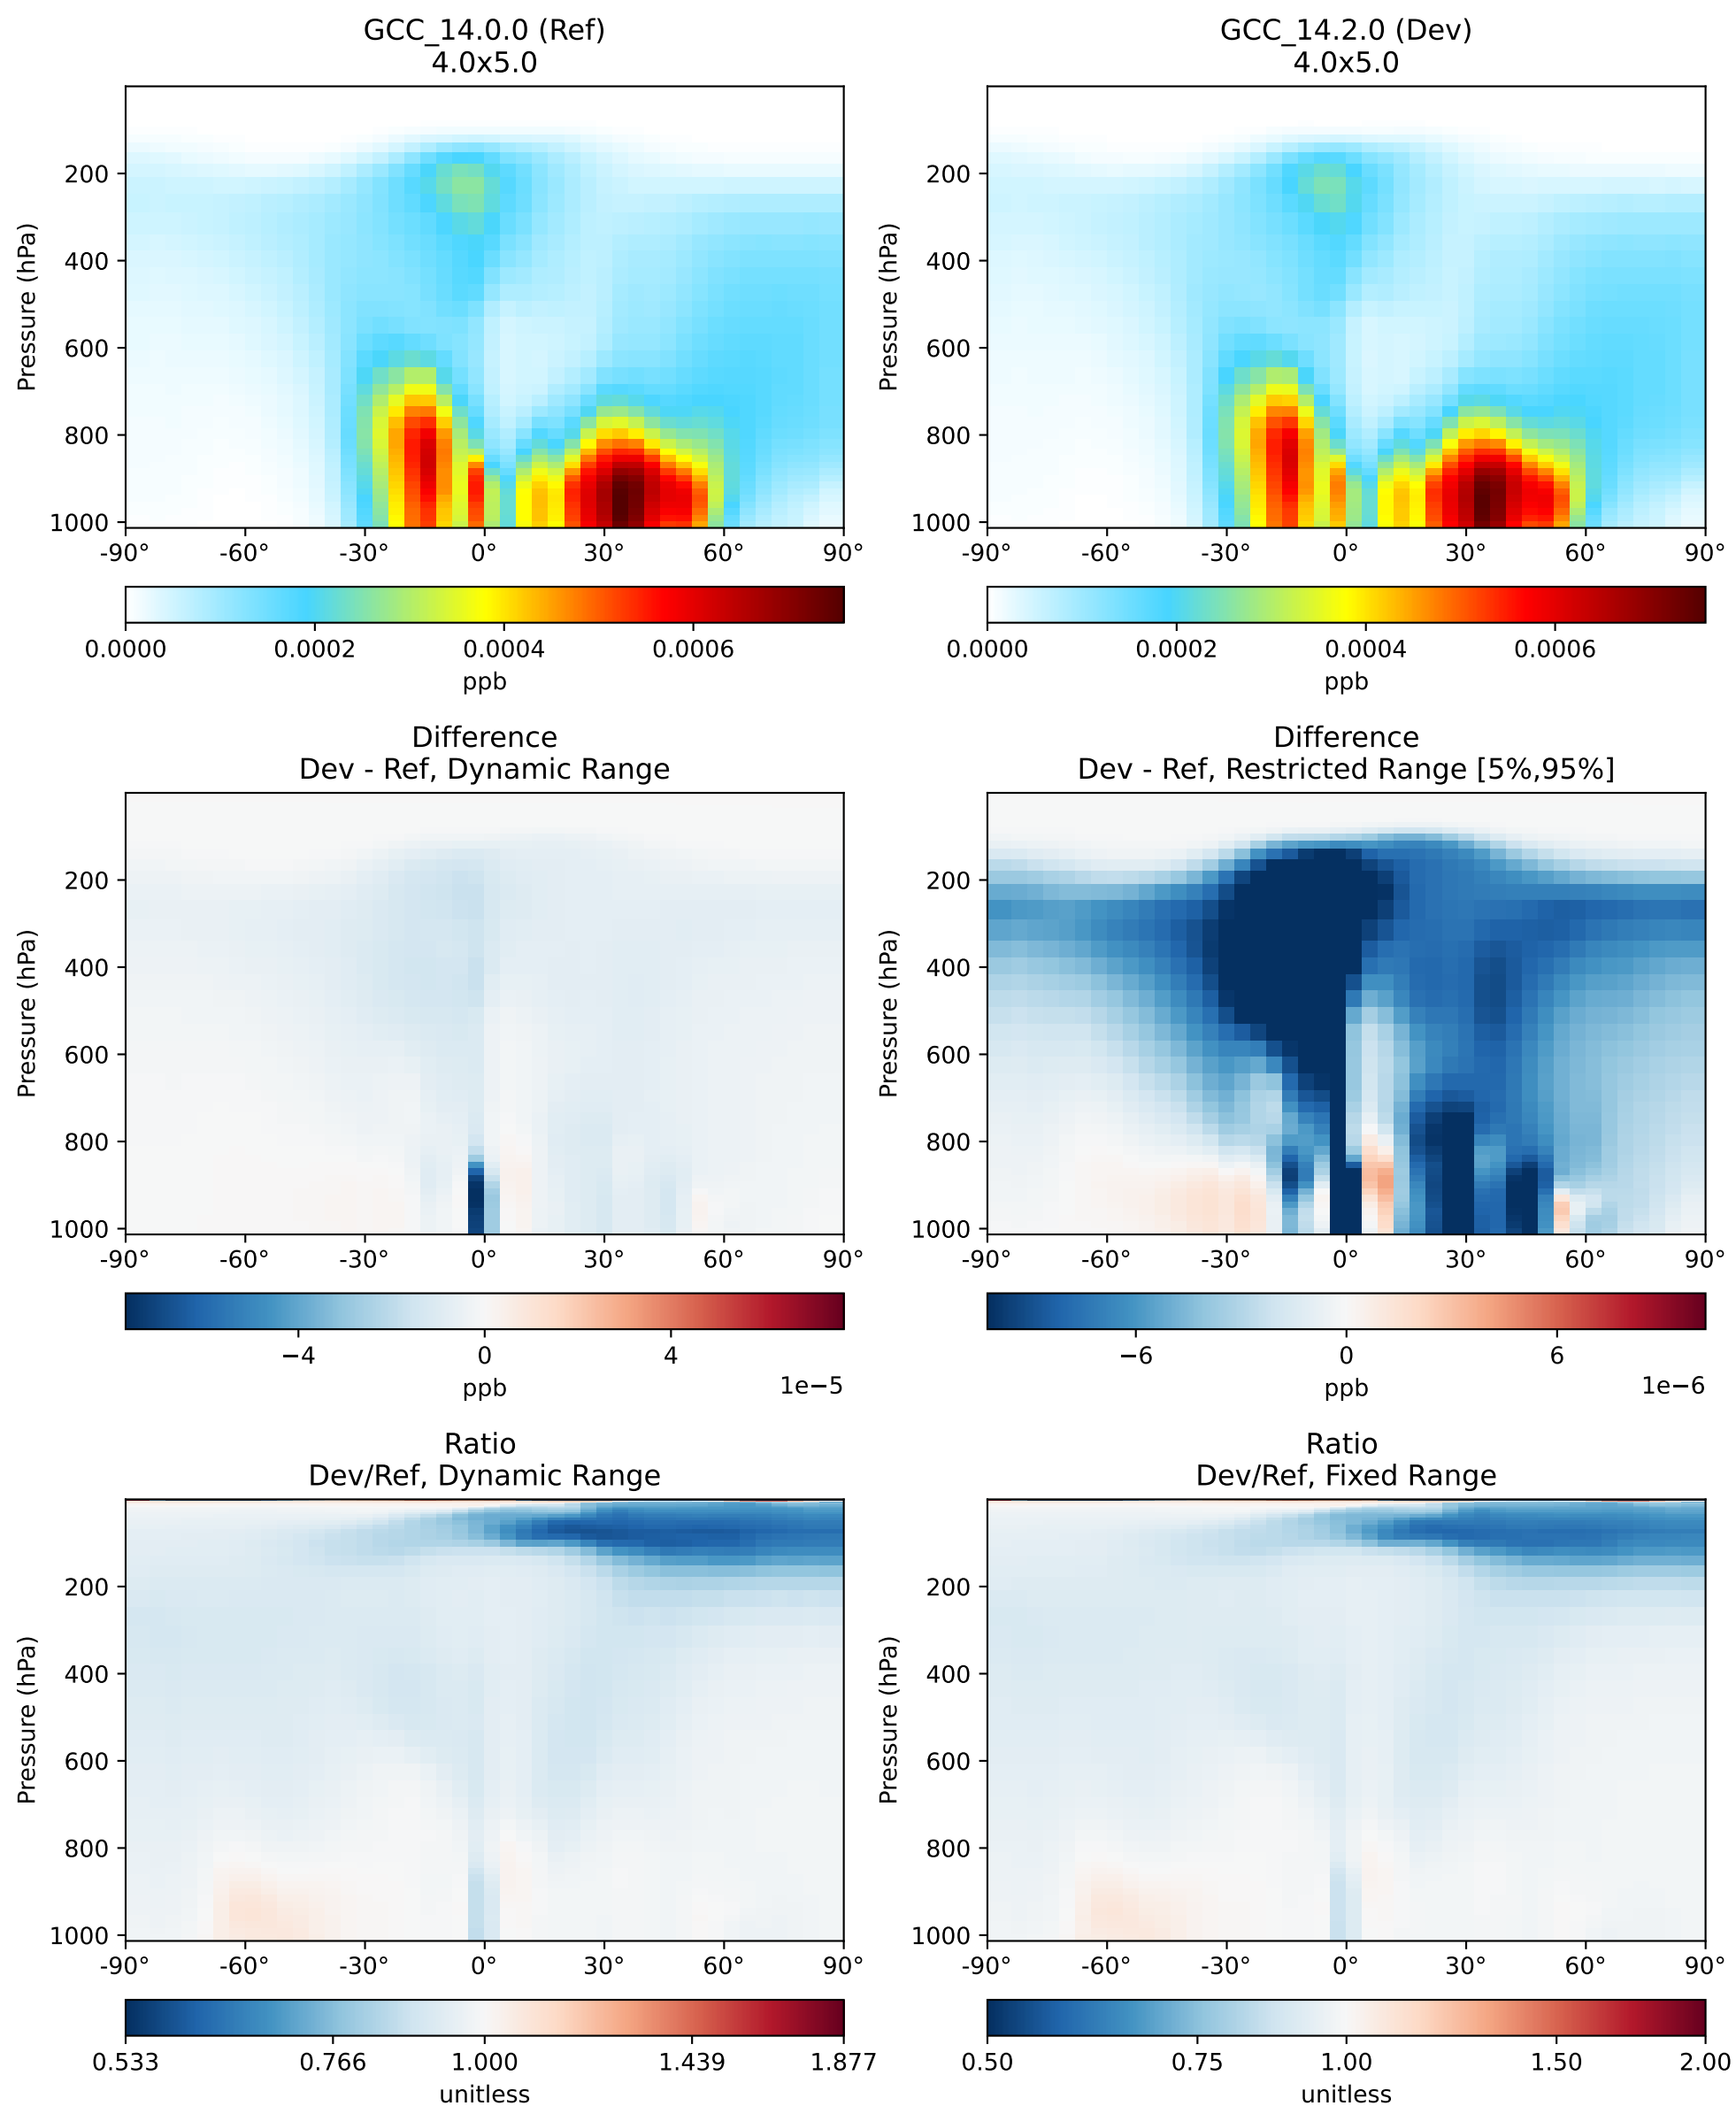 GCC_14.0.0 (Ref)
4.0x5.0
Pressure (hPa)
200
400
600
800
1000
-90° -60° -30° 0° 30° 60° 90°
0.0000 0.0002 0.0004 0.0006
ppb
GCC_14.2.0 (Dev)
4.0x5.0
Pressure (hPa)
200
400
600
800
1000
-90° -60° -30° 0° 30° 60° 90°
0.0000 0.0002 0.0004 0.0006
ppb
Difference
Dev - Ref, Dynamic Range
Pressure (hPa)
200
400
600
800
1000
-90° -60° -30° 0° 30° 60° 90°
−4 0 4
ppb
1e−5
Difference
Dev - Ref, Restricted Range [5%,95%]
Pressure (hPa)
200
400
600
800
1000
-90° -60° -30° 0° 30° 60° 90°
−6 0 6
ppb
1e−6
Ratio
Dev/Ref, Dynamic Range
Pressure (hPa)
200
400
600
800
1000
-90° -60° -30° 0° 30° 60° 90°
0.533 0.766 1.000 1.439 1.877
unitless
Ratio
Dev/Ref, Fixed Range
Pressure (hPa)
200
400
600
800
1000
-90° -60° -30° 0° 30° 60° 90°
0.50 0.75 1.00 1.50 2.00
unitless